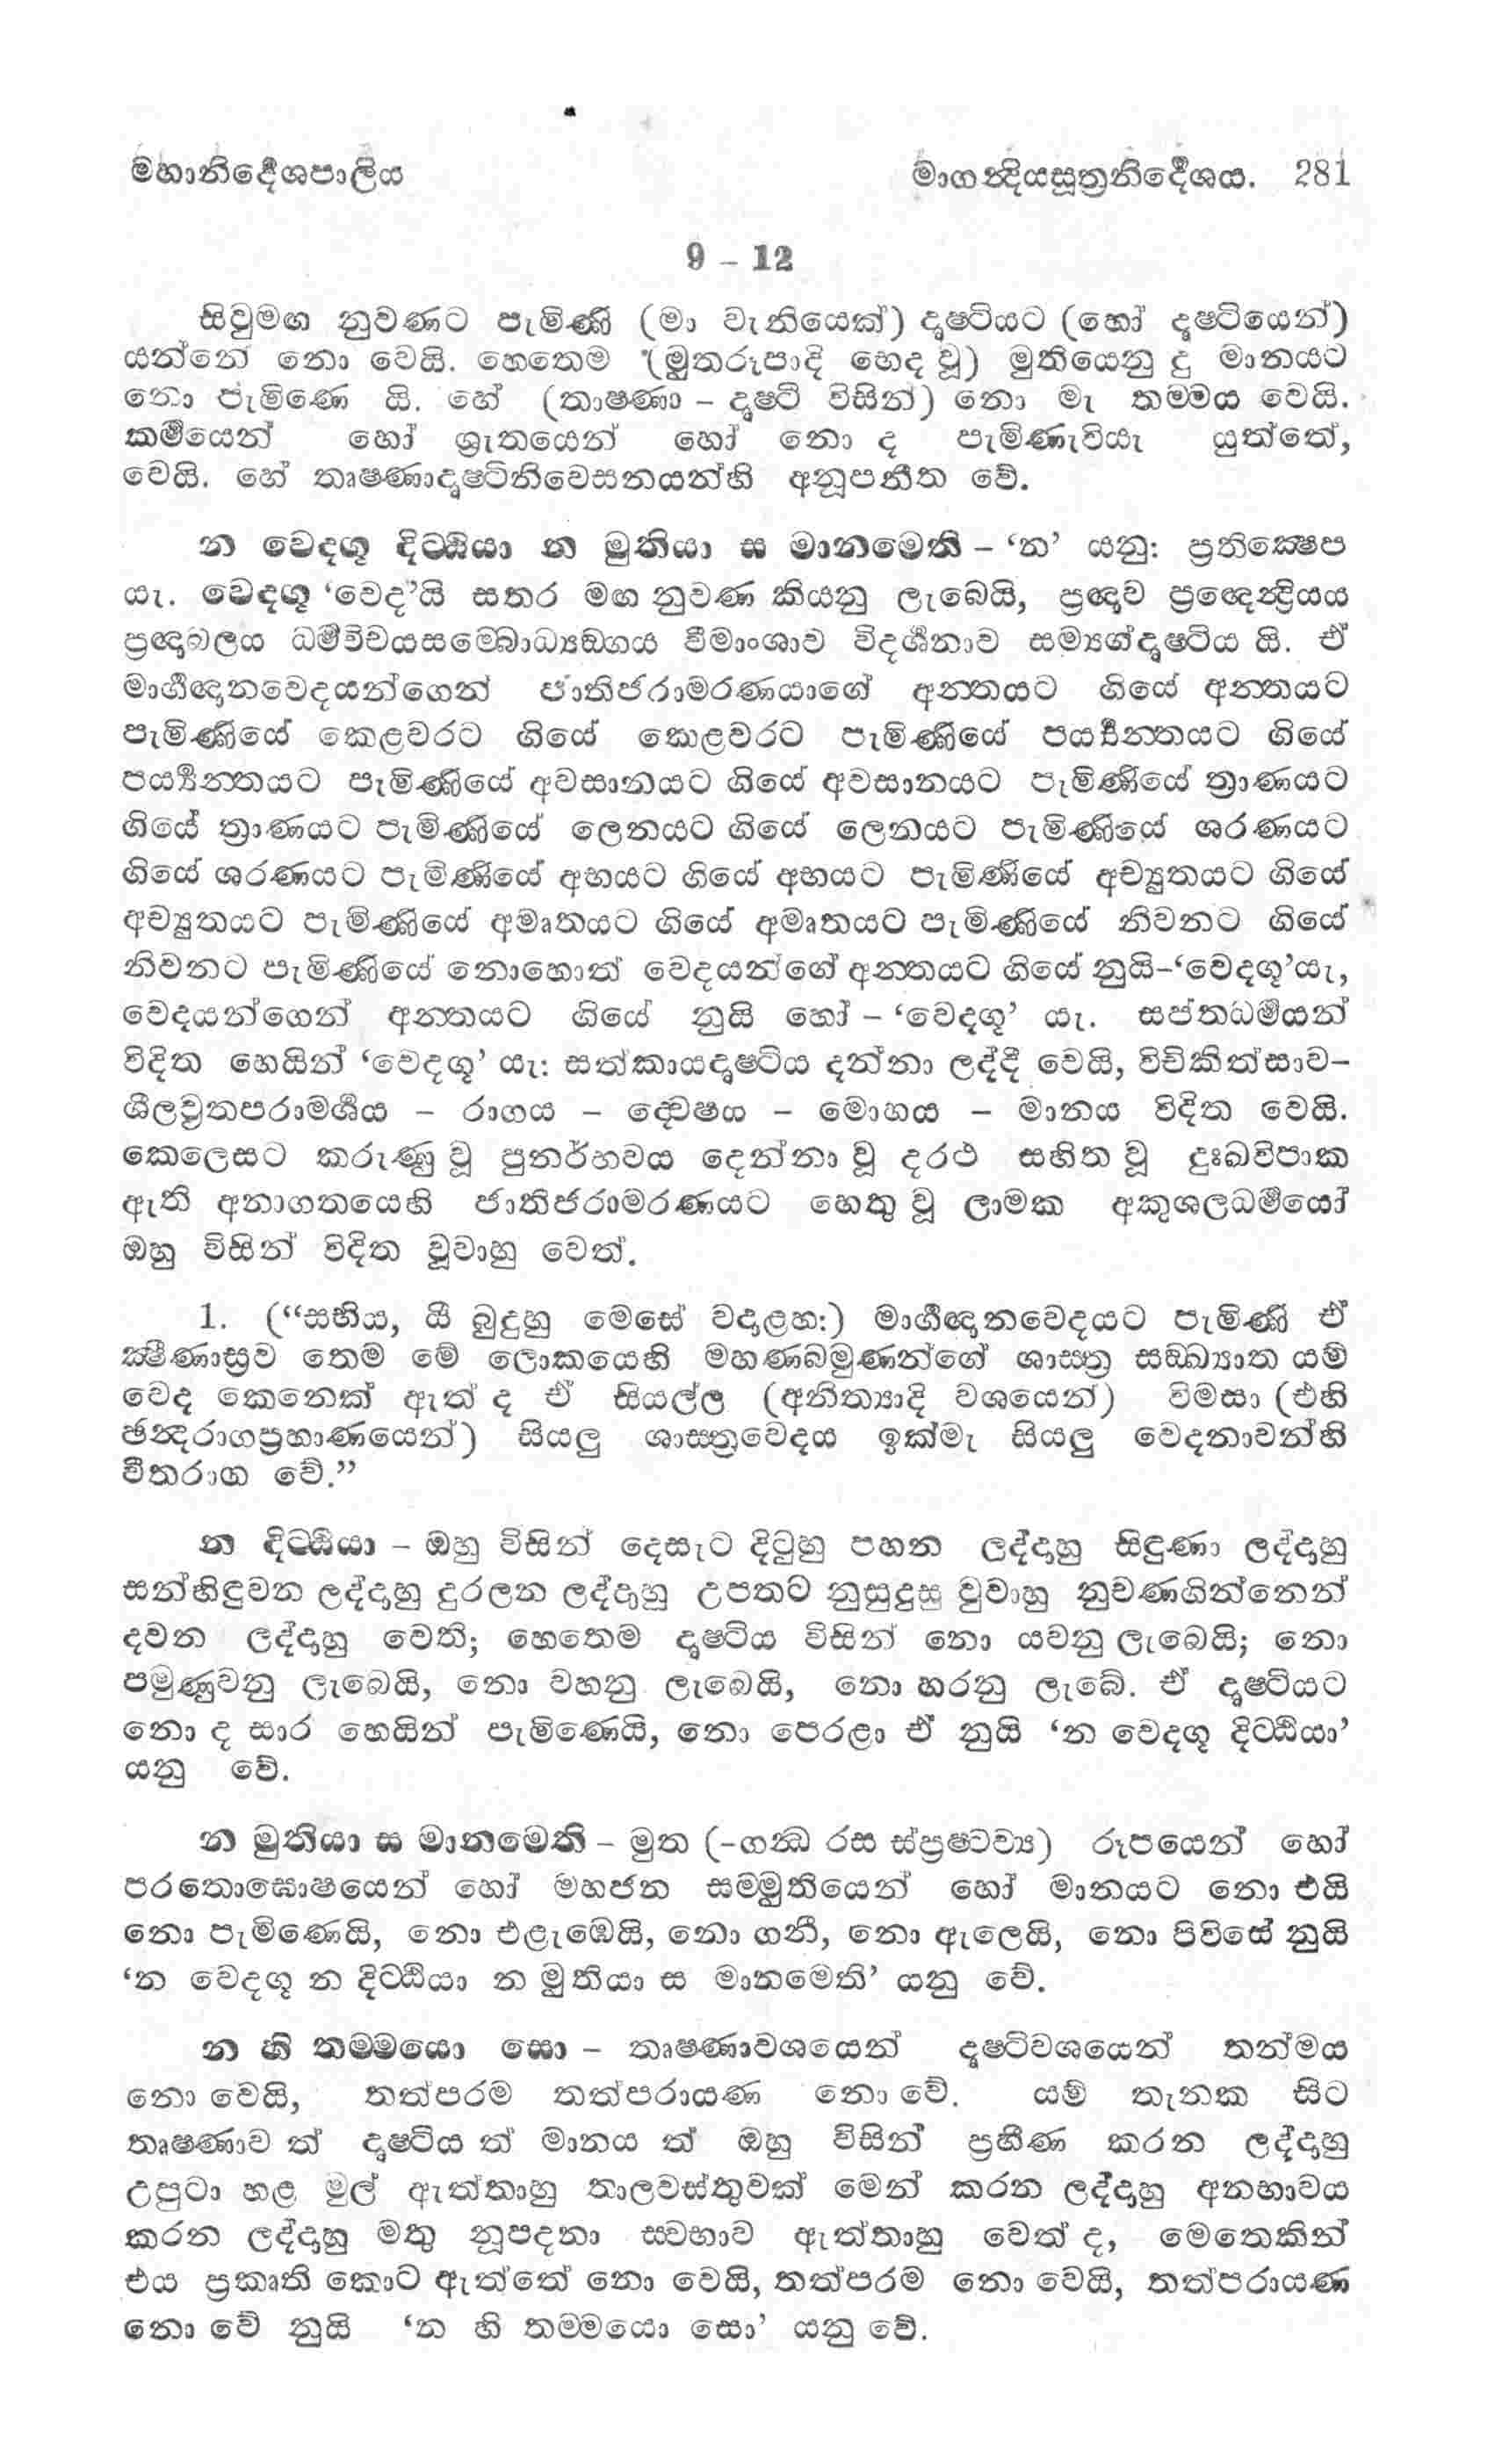 මහානිර්‍දේශපාලිය මාගන්‍දියසූත්‍රනිර්‍දේශය. 281
9 – 12
සිවුමඟ නුවණට පැමිණි (මා වැනියෙක්) දෘෂ්ටියට (හෝ දෘෂ්ටියෙන්)
යන්නේ නො වෙයි. හෙතෙම (මුතරූපාදි භෙද වූ) මුතියෙනු දු මානයට
නො පැමිණෙ යි. හේ (තෘෂ්ණා – දෘෂ්ටි විසින්) නො මැ තම්මය වෙයි.
කර්‍මයෙන් හෝ ශ්‍රැතයෙන් හෝ නො ද පැමිණැවියැ යුත්තේ,
වෙයි. හේ තෘෂ්ණාදෘෂ්ටිනිවෙසනයන්හි අනූපනීත වේ.
න වෙදගූ දිට්ඨියා න මුතියා ස මානමෙති – ‘න’ යනු: ප්‍රතික්‍ෂෙප
යැ. වෙදගූ ‘වෙද’යි සතර මඟ නුවණ කියනු ලැබෙයි, ප්‍රඥාව ප්‍රඥෙන්‍ද්‍රියය
ප්‍රඥාබලය ධර්‍මවිචයසම්බොධ්‍යඞ්ගය වීමාංශාව විදර්‍ශනාව සම්‍යග්දෘෂ්ටිය යි. ඒ
මාර්‍ගඥානවෙදයන්ගෙන් ජාතිජරාමරණයාගේ අන්තයට ගියේ අන්තයට
පැමිණියේ කෙළවරට ගියේ කෙළවරට පැමිණියේ පර්‍ය්‍යන්තයට ගියේ
පර්‍ය්‍යන්තයට පැමිණියේ අවසානයට ගියේ අවසානයට පැමිණියේ ත්‍රාණයට
ගියේ ත්‍රාණයට පැමිණියේ ලෙනයට ගියේ ලෙනයට පැමිණියේ ශරණයට
ගියේ ශරණයට පැමිණියේ අභයට ගියේ අභයට පැමිණියේ අච්‍යුතයට ගියේ
අච්‍යුතයට පැමිණියේ අමෘතයට ගියේ අමෘතයට පැමිණියේ නිවනට ගියේ
නිවනට පැමිණියේ නොහොත් වෙදයන්ගේ අන්තයට ගියේ නුයි–‘වෙදගූ’යැ,
වෙදයන්ගෙන් අන්තයට ගියේ නුයි හෝ – ‘වෙදගූ’ යැ. සප්තධර්‍මයන්
විදිත හෙයින් ‘වෙදගූ’ යැ: සත්කායදෘෂ්ටිය දන්නා ලද්දී වෙයි, විචිකිත්සාව–
ශීලව්‍රතපරාමර්‍ශය – රාගය – ද්වේෂය – මොහය – මානය විදිත වෙයි.
කෙලෙසට කරුණු වූ පුනර්භවය දෙන්නා වූ දරථ සහිත වූ දුඃඛවිපාක
ඇති අනාගතයෙහි ජාතිජරාමරණයට හෙතු වූ ලාමක අකුශලධර්‍මයෝ
ඔහු විසින් විදිත වූවාහු වෙත්.
1. (“සභිය, යී බුදුහු මෙසේ වදාළහ:) මාර්‍ගඥානවෙදයට පැමිණි ඒ
ක්‍ෂීණාස්‍රව තෙම මේ ලොකයෙහි මහණබමුණන්ගේ ශාස්ත්‍ර සඞ්ඛ්‍යාත යම්
වෙද කෙනෙක් ඇත් ද ඒ සියල්ල (අනිත්‍යාදි වශයෙන්) විමසා (එහි
ඡන්දරාගප්‍රහාණයෙන්) සියලු ශාස්ත්‍රවෙදය ඉක්මැ සියලු වෙදනාවන්හි
වීතරාග වේ.”
න දිට්ඨියා – ඔහු විසින් දෙසැට දිටුහු පහන ලද්දාහු සිඳුණා ලද්දාහු
සන්හිඳුවන ලද්දාහු දුරලන ලද්දාහු උපතට නුසුදුසු වූවාහු නුවණගින්නෙන්
දවන ලද්දාහු වෙති; හෙතෙම දෘෂ්ටිය විසින් නො යවනු ලැබෙයි; නො
පමුණුවනු ලැබෙයි, නො වහනු ලැබෙයි, නො හරනු ලැබේ. ඒ දෘෂ්ටියට
නො ද සාර හෙයින් පැමිණෙයි, නො පෙරළා ඒ නුයි ‘න වෙදගූ දිට්ඨියා’
යනු වේ.
න මුතියා ස මානමෙති – මුත (–ගන්ධ රස ස්ප්‍රෂ්ටව්‍ය) රූපයෙන් හෝ
පරතොඝොෂයෙන් හෝ මහජන සම්මුතියෙන් හෝ මානයට නො එයි
නො පැමිණෙයි, නො එළැඹෙයි, නො ගනී, නො ඇලෙයි, නො පිවිසේ නුයි
‘න වෙදගූ න දිට්ඨියා න මුතියා ස මානමෙති’ යනු වේ.
න හි තම්මයො සො – තෘෂ්ණාවශයෙන් දෘෂ්ටිවශයෙන් තන්මය
නො වෙයි, තත්පරම තත්පරායණ නො වේ. යම් තැනක සිට
තෘෂ්ණාව ත් දෘෂ්ටිය ත් මානය ත් ඔහු විසින් ප්‍රහීණ කරන ලද්දාහු
උපුටා හළ මුල් ඇත්තාහු තාලවස්තුවක් මෙන් කරන ලද්දාහු අනභාවය
කරන ලද්දාහු මතු නූපදනා ස්වභාව ඇත්තාහු වෙත් ද, මෙතෙකින්
එය ප්‍රකෘති කොට ඇත්තේ නො වෙයි, තත්පරම නො වෙයි, තත්පරායණ
නො වේ නුයි ‘න හි තම්මයො සො’ යනු වේ.